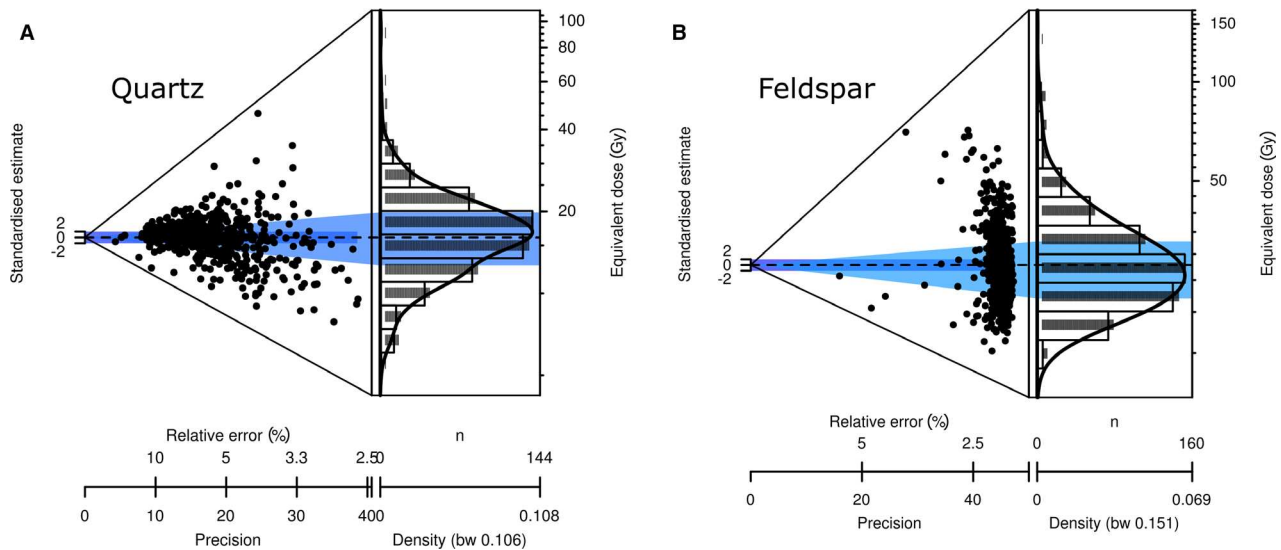 A
Quartz
Standardised estimate
2
0
-2
100
80
60
40
20
Equivalent dose (Gy)
Relative error (%)
n
10
5
3.3
2.5
0
144
0
10
20
30
40
0
0.108
Precision
Density (bw 0.106)
B
Feldspar
Standardised estimate
2
0
-2
150
100
50
Equivalent dose (Gy)
Relative error (%)
n
5
2.5
0
160
0
20
40
0
0.069
Precision
Density (bw 0.151)